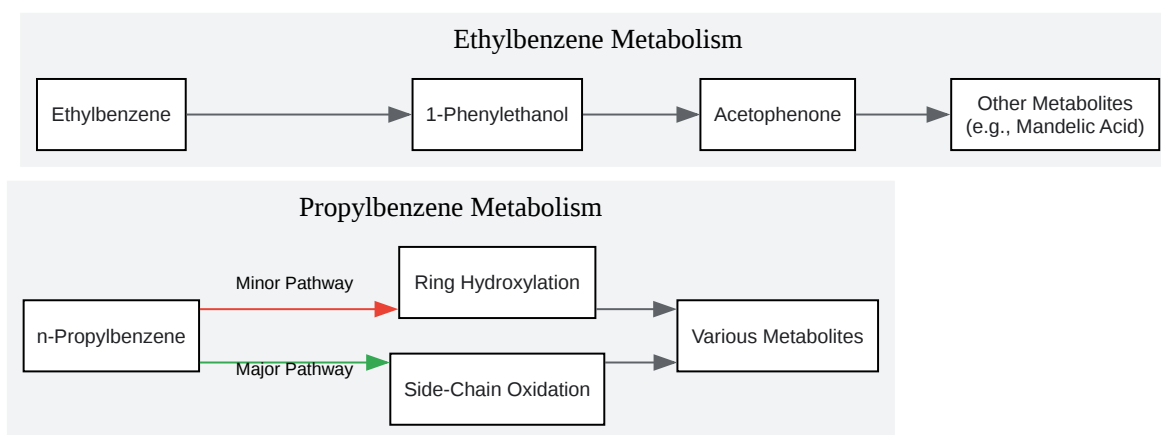 Ethylbenzene Metabolism
Ethylbenzene
1-Phenylethanol
Acetophenone
Other Metabolites
(e.g., Mandelic Acid)
Propylbenzene Metabolism
n-Propylbenzene
Minor Pathway
Ring Hydroxylation
Major Pathway
Side-Chain Oxidation
Various Metabolites